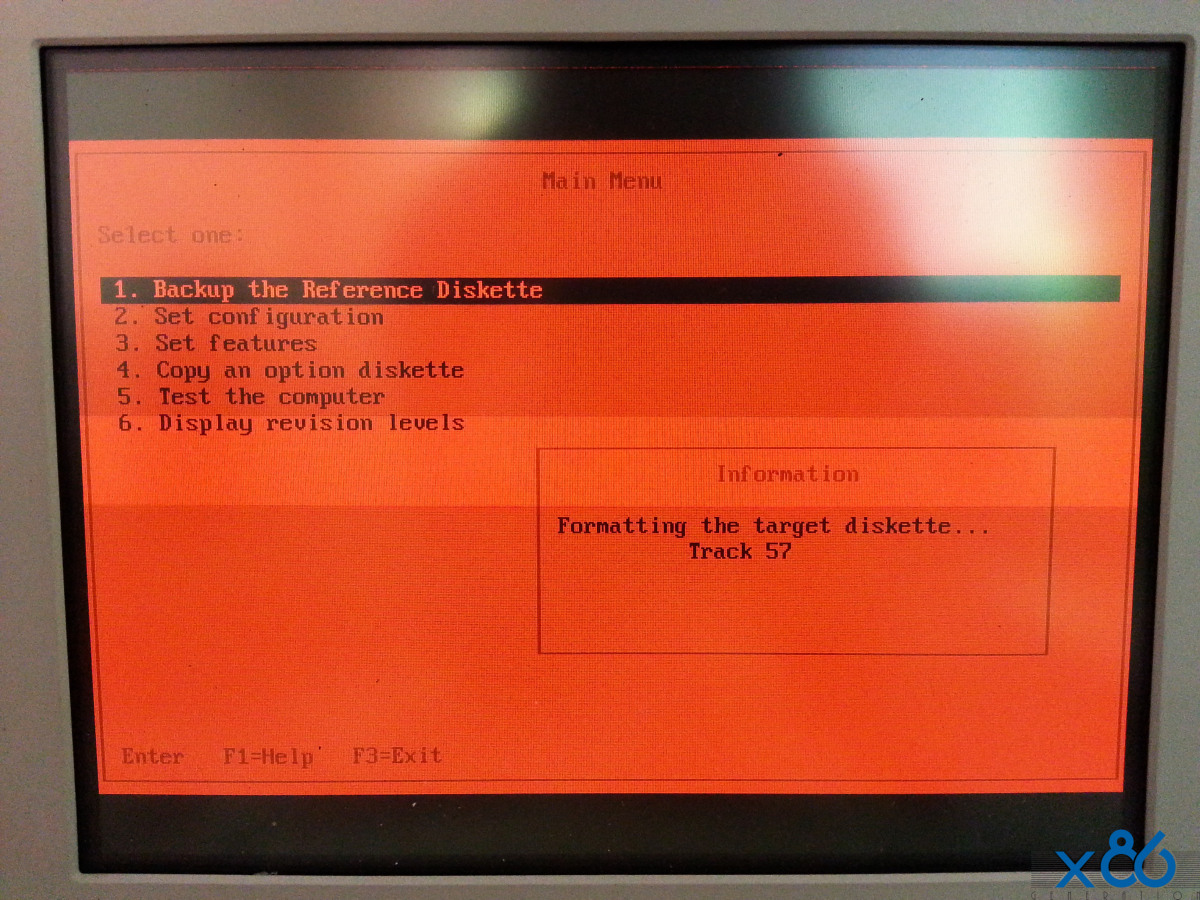 Main Menu
Select one:
1. Backup the Reference Diskette
2. Set configuration
3. Set features
4. Copy an option diskette
5. Test the computer
6. Display revision levels
Information
Formatting the target diskette...
Track 57
Enter F1=Help F3=Exit
x86
GENERATION